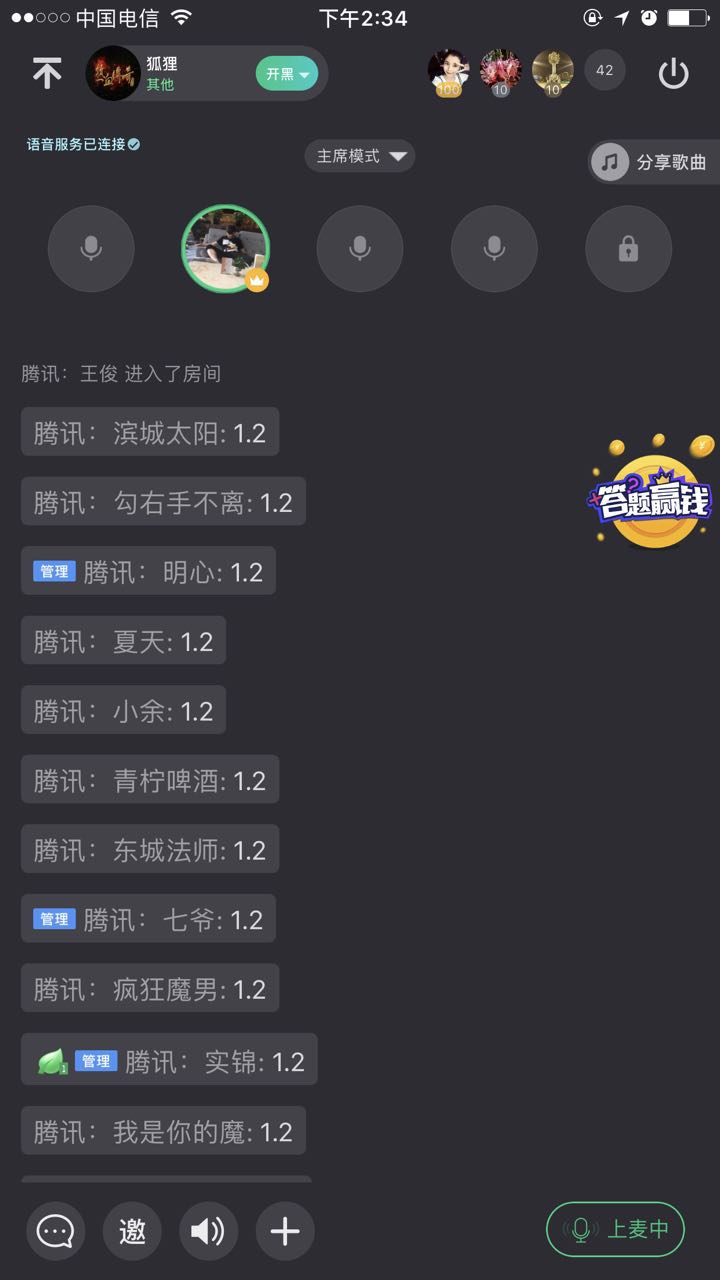 中国电信 下午2:34
狐狸
其他
开黑
100
10
10
42
语音服务已连接
主席模式
分享歌曲
腾讯： 王俊 进入了房间
腾讯： 滨城太阳: 1.2
腾讯： 勾右手不离: 1.2
答题赢钱
管理 腾讯： 明心: 1.2
腾讯： 夏天: 1.2
腾讯： 小余: 1.2
腾讯： 青柠啤酒: 1.2
腾讯： 东城法师: 1.2
管理 腾讯： 七爷: 1.2
腾讯： 疯狂魔男: 1.2
1 管理 腾讯： 实锦: 1.2
腾讯： 我是你的魔: 1.2
邀
上麦中